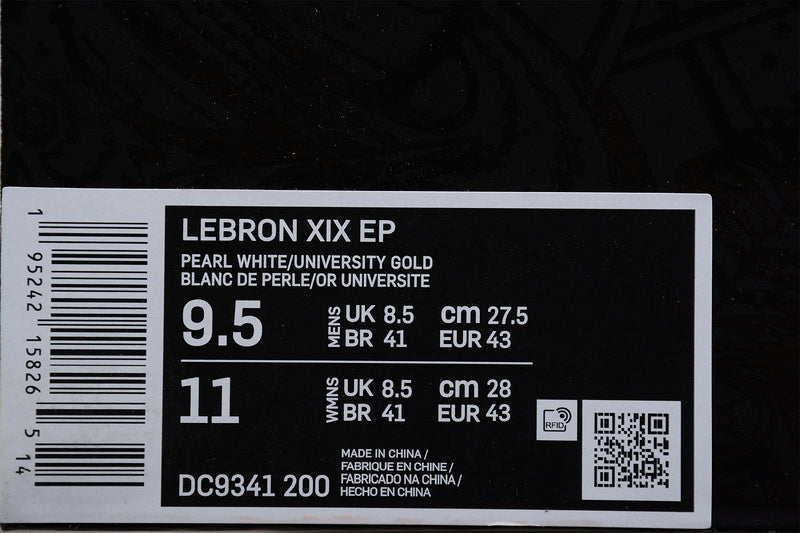 LEBRON XIX EP
PEARL WHITE/UNIVERSITY GOLD
BLANC DE PERLE/OR UNIVERSITE
9.5 MENS UK 8.5 cm 27.5
BR 41 EUR 43
11 WMNS UK 8.5 cm 28
BR 41 EUR 43
RFID
DC9341 200
MADE IN CHINA /
FABRIQUE EN CHINE /
FABRICADO NA CHINA /
HECHO EN CHINA
1 95242 15826 5 14